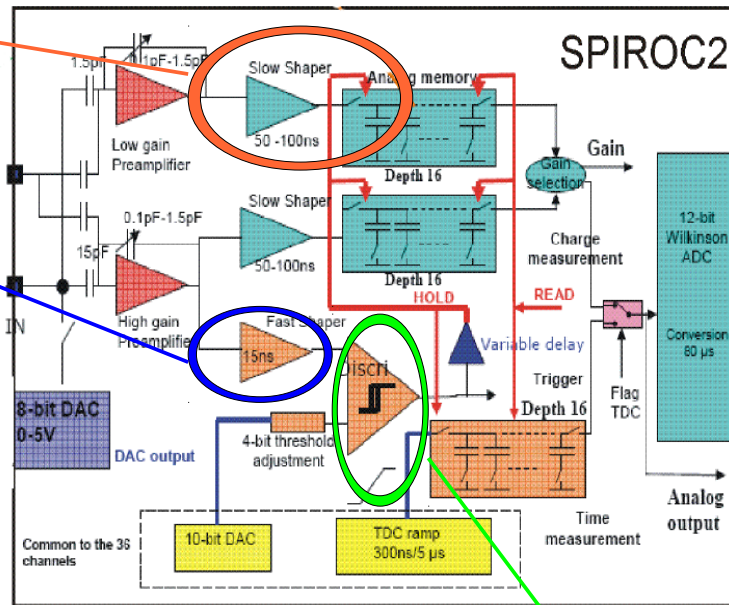 SPIROC2
1.5pF
0.1pF-1.5pF
Slow Shaper
Analog memory
Low gain
Preamplifier
50 -100ns
Depth 16
Gain
selection
Gain
12-bit
Wilkinson
ADC
Conversion
80 µs
0.1pF-1.5pF
15pF
Slow Shaper
50-100ns
Depth 16
Charge
measurement
HOLD
READ
IN
High gain
Preamplifier
Fast Shaper
15ns
Discri
Variable delay
Trigger
Depth 16
Flag
TDC
8-bit DAC
0-5V
DAC output
4-bit threshold
adjustment
Analog
output
Time
measurement
Common to the 36
channels
10-bit DAC
TDC ramp
300ns/5 µs